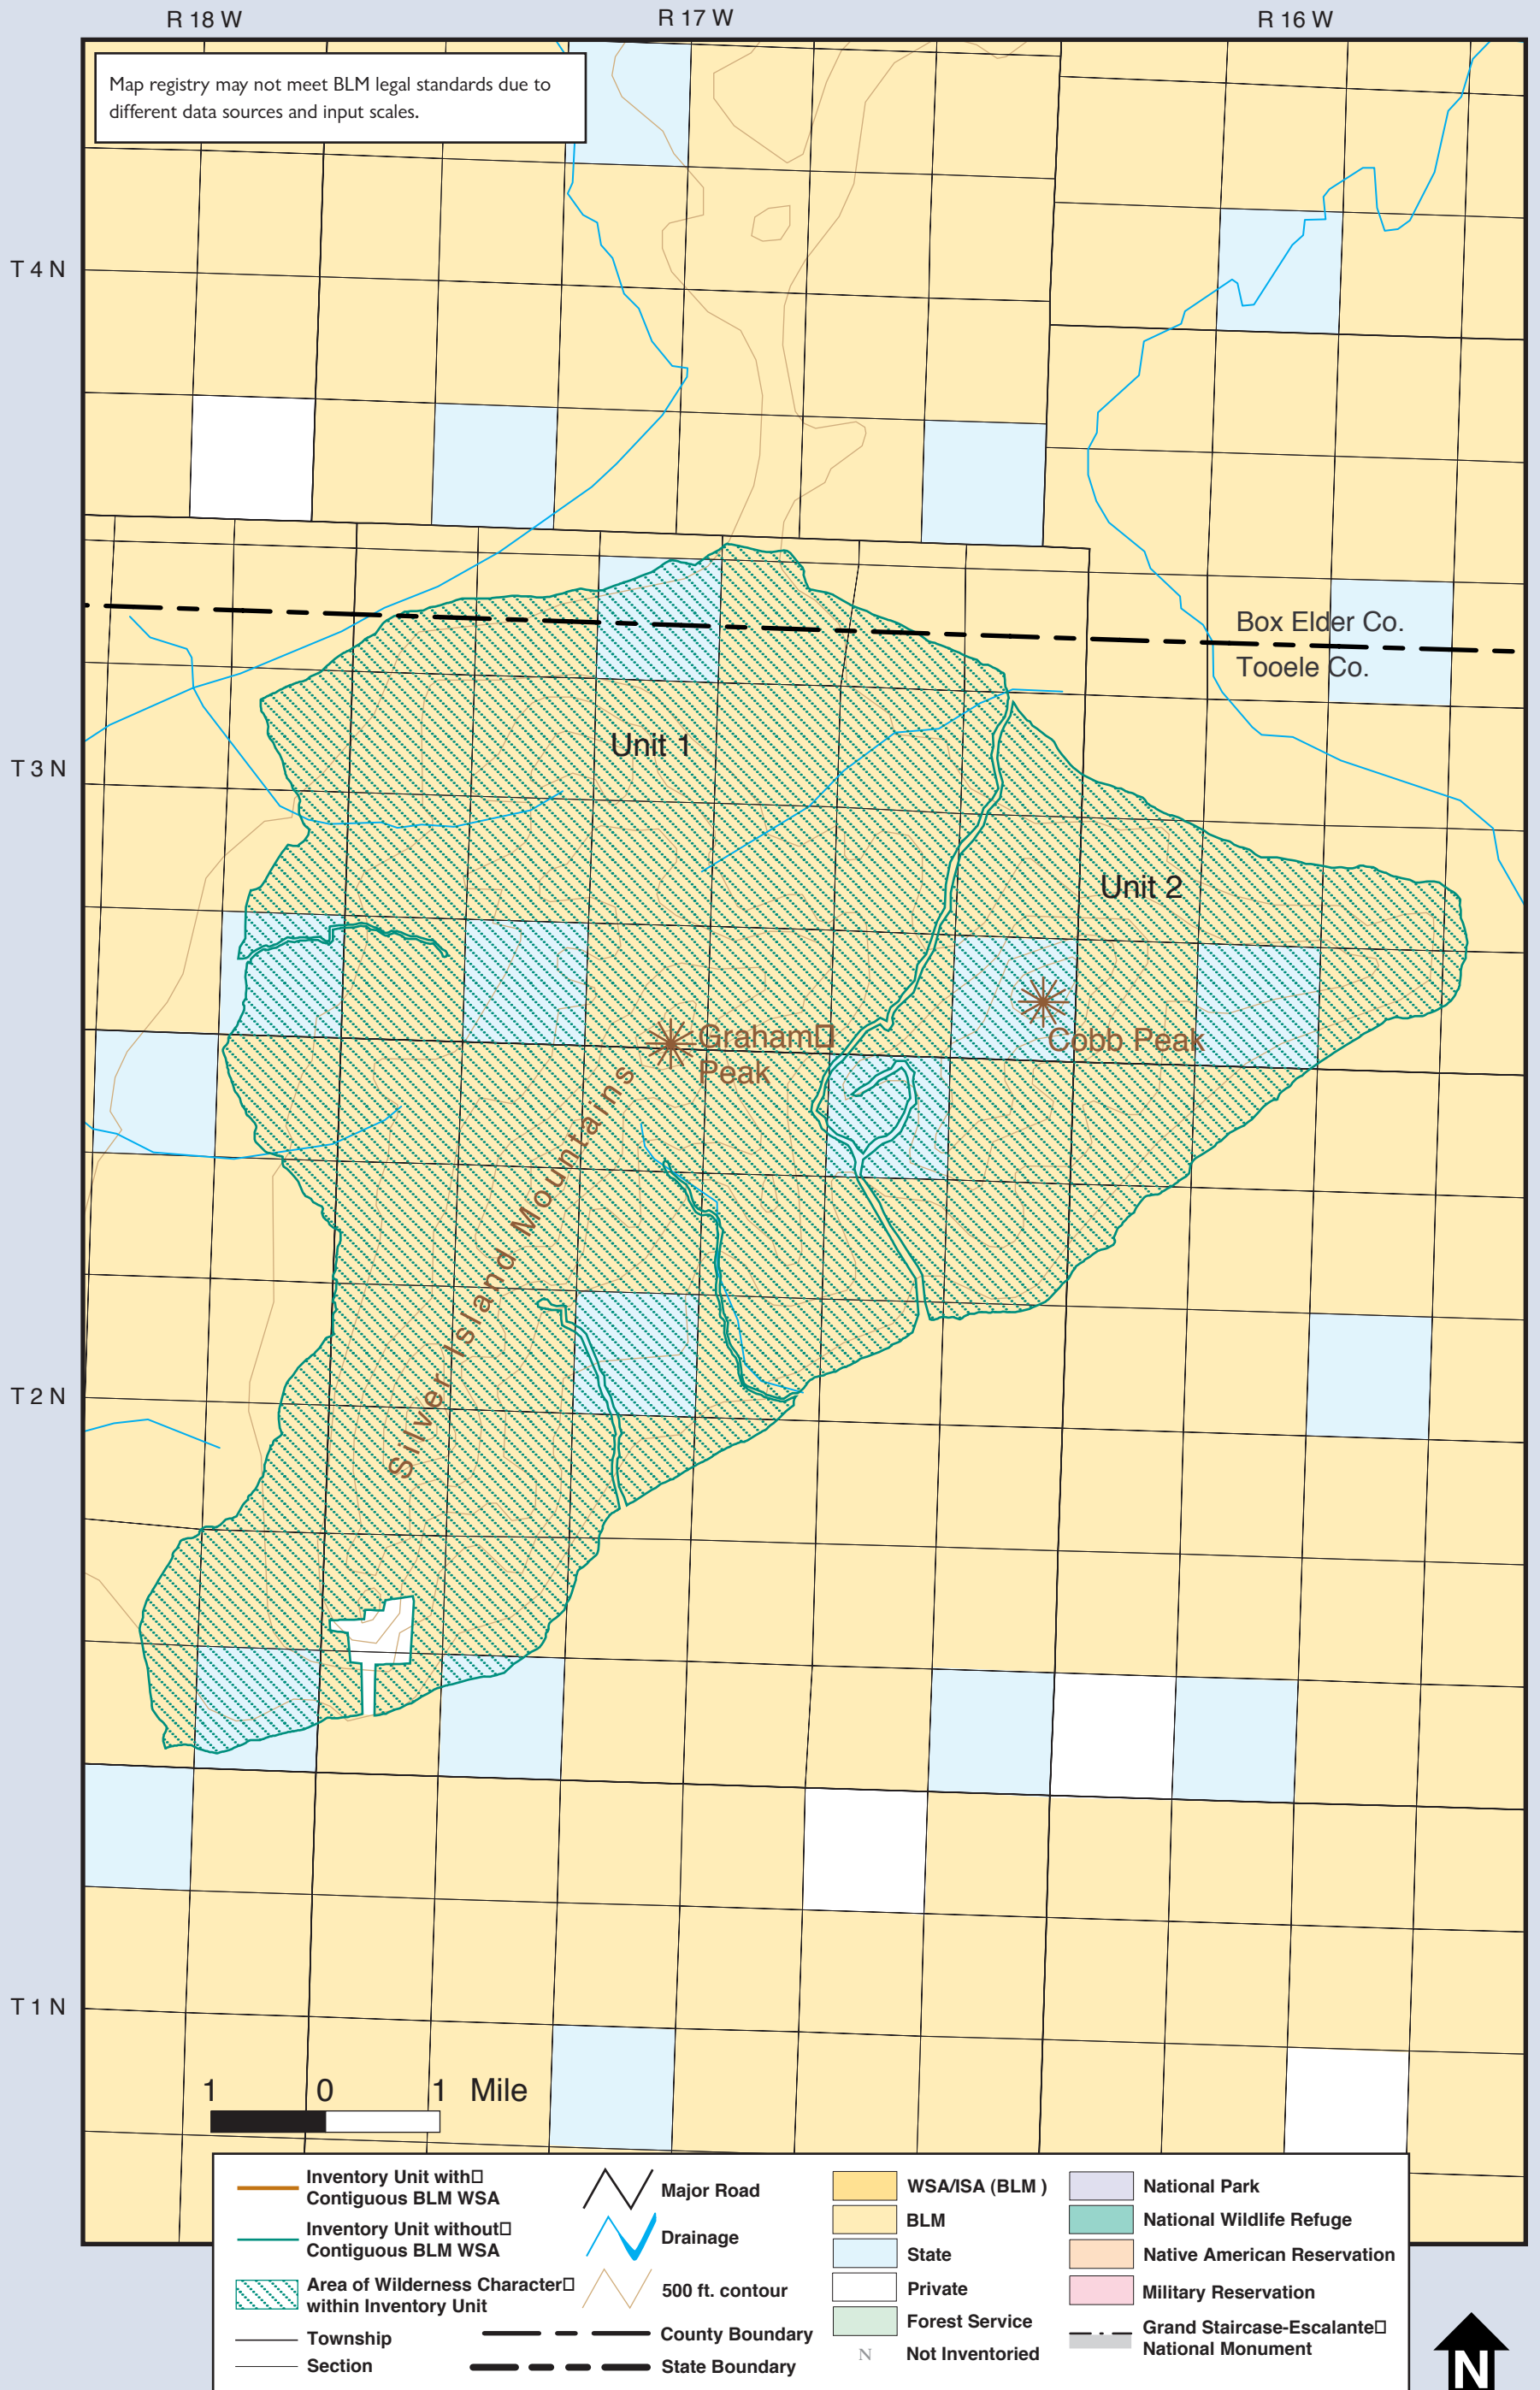 R 18 W
R 17 W
R 16 W
Map registry may not meet BLM legal standards due to
different data sources and input scales.
T 4 N
Box Elder Co.
Tooele Co.
T 3 N
Unit 1
Unit 2
Graham
Peak
Cobb Peak
Silver Island Mountains
T 2 N
T 1 N
1 0 1 Mile
Inventory Unit with
Contiguous BLM WSA
Inventory Unit without
Contiguous BLM WSA
Area of Wilderness Character
within Inventory Unit
Township
Section
Major Road
Drainage
500 ft. contour
County Boundary
State Boundary
WSA/ISA (BLM )
BLM
State
Private
Forest Service
N Not Inventoried
National Park
National Wildlife Refuge
Native American Reservation
Military Reservation
Grand Staircase-Escalante
National Monument
N